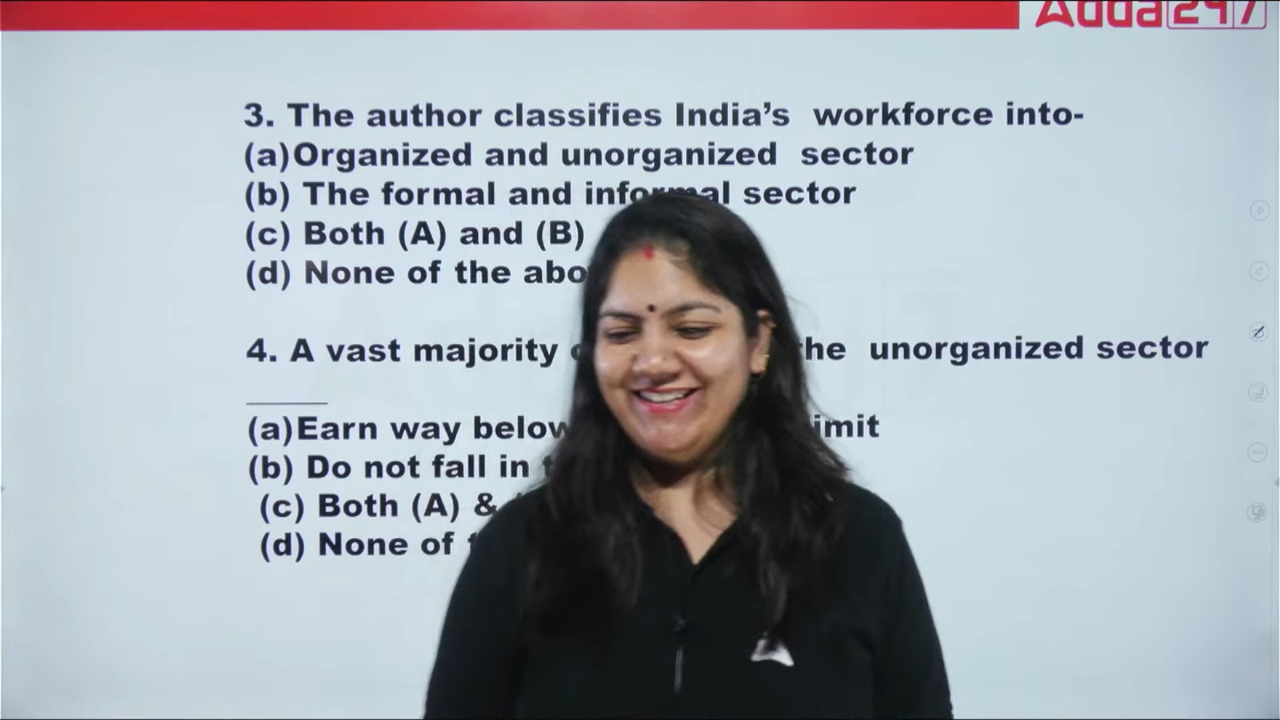 Adda247
3. The author classifies India’s workforce into-
(a)Organized and unorganized sector
(b) The formal and informal sector
(c) Both (A) and (B)
(d) None of the
4. A vast majority the unorganized sector
(a)Earn way below
(b) Do not fall in
(c) Both (A) &
(d) None of